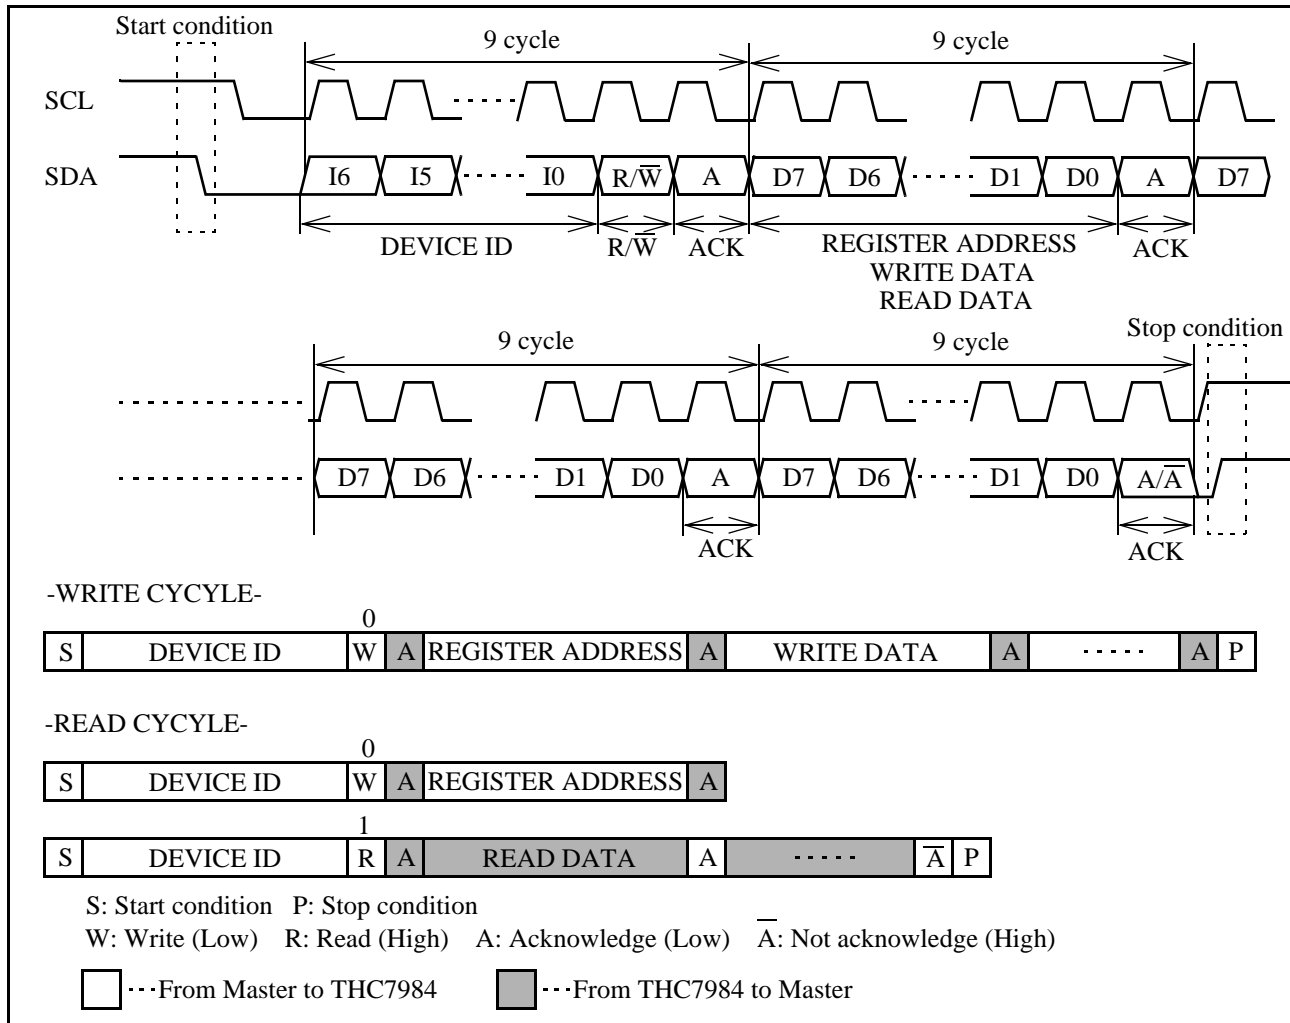 Start condition
9 cycle 9 cycle
SCL
SDA I6 I5 I0 R/W̅ A D7 D6 D1 D0 A D7
DEVICE ID R/W̅ ACK REGISTER ADDRESS ACK
WRITE DATA
READ DATA
9 cycle 9 cycle Stop condition
D7 D6 D1 D0 A D7 D6 D1 D0 A/A̅
ACK ACK
-WRITE CYCYLE-
0
S DEVICE ID W A REGISTER ADDRESS A WRITE DATA A ····· A P
-READ CYCYLE-
0
S DEVICE ID W A REGISTER ADDRESS A
1
S DEVICE ID R A READ DATA A ····· A̅ P
S: Start condition P: Stop condition
W: Write (Low) R: Read (High) A: Acknowledge (Low) A̅: Not acknowledge (High)
···From Master to THC7984 ···From THC7984 to Master